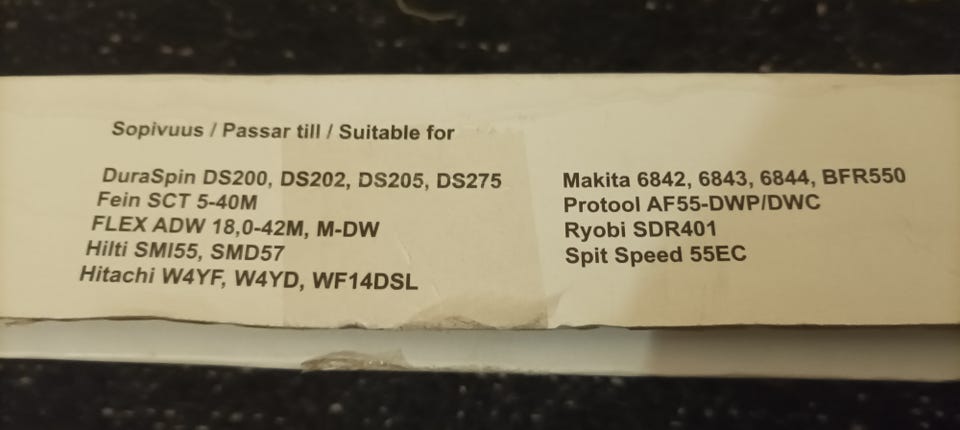 Sopivuus / Passar till / Suitable for
DuraSpin DS200, DS202, DS205, DS275
Fein SCT 5-40M
FLEX ADW 18,0-42M, M-DW
Hilti SMI55, SMD57
Hitachi W4YF, W4YD, WF14DSL
Makita 6842, 6843, 6844, BFR550
Protool AF55-DWP/DWC
Ryobi SDR401
Spit Speed 55EC